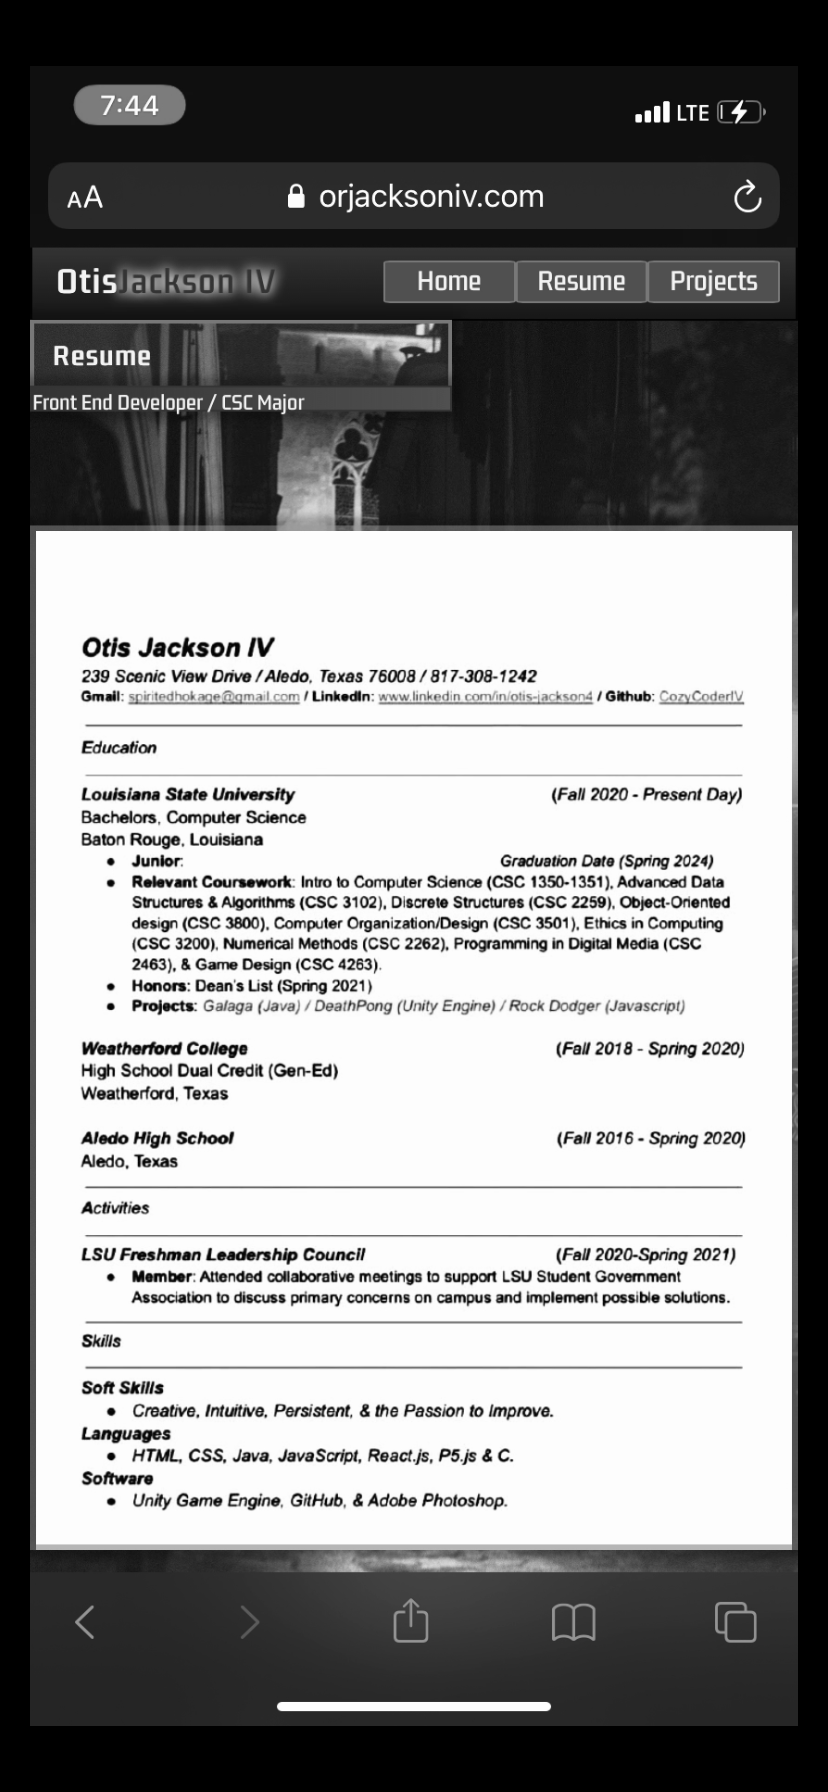 7:44
LTE
AA
orjacksoniv.com
OtisJackson IV
Home
Resume
Projects
Resume
Front End Developer / CSC Major
Otis Jackson IV
239 Scenic View Drive / Aledo, Texas 76008 / 817-308-1242
Gmail: spiritedhokage@gmail.com / LinkedIn: www.linkedin.com/in/otis-jackson4 / Github: CozyCoderIV
Education
Louisiana State University (Fall 2020 - Present Day)
Bachelors, Computer Science
Baton Rouge, Louisiana
● Junior: Graduation Date (Spring 2024)
● Relevant Coursework: Intro to Computer Science (CSC 1350-1351), Advanced Data
Structures & Algorithms (CSC 3102), Discrete Structures (CSC 2259), Object-Oriented
design (CSC 3800), Computer Organization/Design (CSC 3501), Ethics in Computing
(CSC 3200), Numerical Methods (CSC 2262), Programming in Digital Media (CSC
2463), & Game Design (CSC 4263).
● Honors: Dean's List (Spring 2021)
● Projects: Galaga (Java) / DeathPong (Unity Engine) / Rock Dodger (Javascript)
Weatherford College (Fall 2018 - Spring 2020)
High School Dual Credit (Gen-Ed)
Weatherford, Texas
Aledo High School (Fall 2016 - Spring 2020)
Aledo, Texas
Activities
LSU Freshman Leadership Council (Fall 2020-Spring 2021)
● Member: Attended collaborative meetings to support LSU Student Government
Association to discuss primary concerns on campus and implement possible solutions.
Skills
Soft Skills
● Creative, Intuitive, Persistent, & the Passion to Improve.
Languages
● HTML, CSS, Java, JavaScript, React.js, P5.js & C.
Software
● Unity Game Engine, GitHub, & Adobe Photoshop.